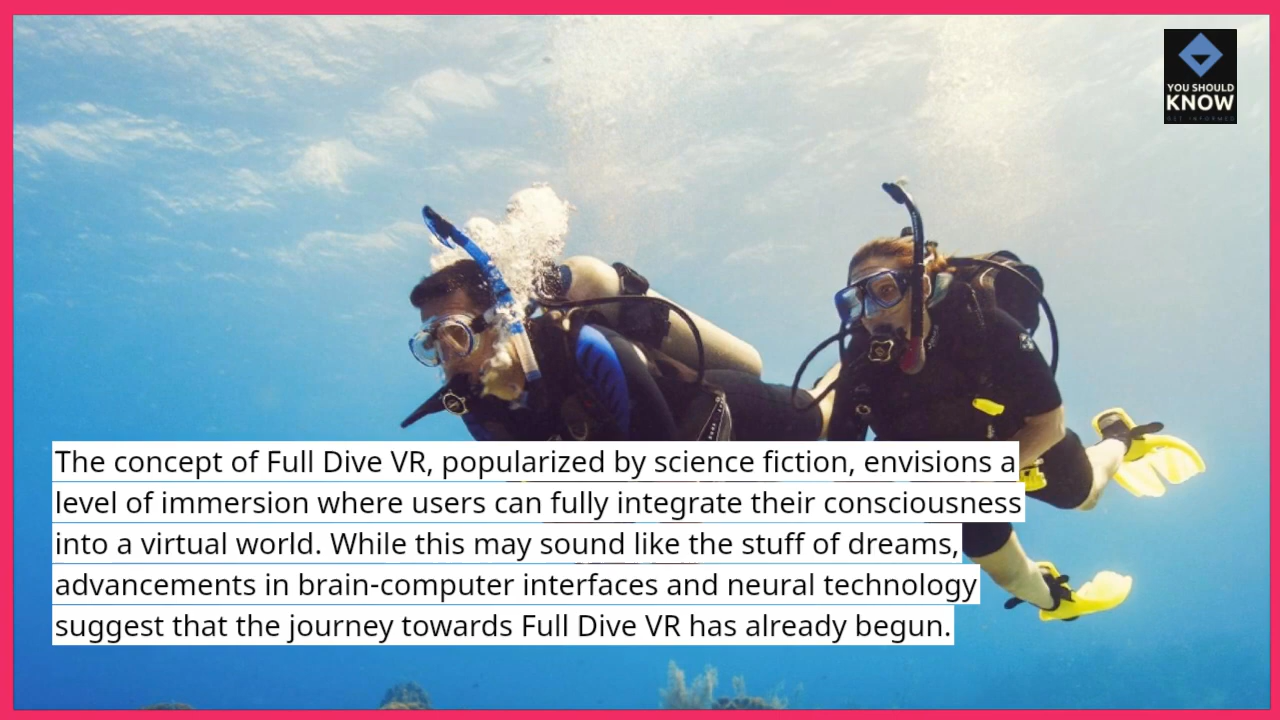 YOU SHOULD
KNOW
GET INFORMED
The concept of Full Dive VR, popularized by science fiction, envisions a
level of immersion where users can fully integrate their consciousness
into a virtual world. While this may sound like the stuff of dreams,
advancements in brain-computer interfaces and neural technology
suggest that the journey towards Full Dive VR has already begun.